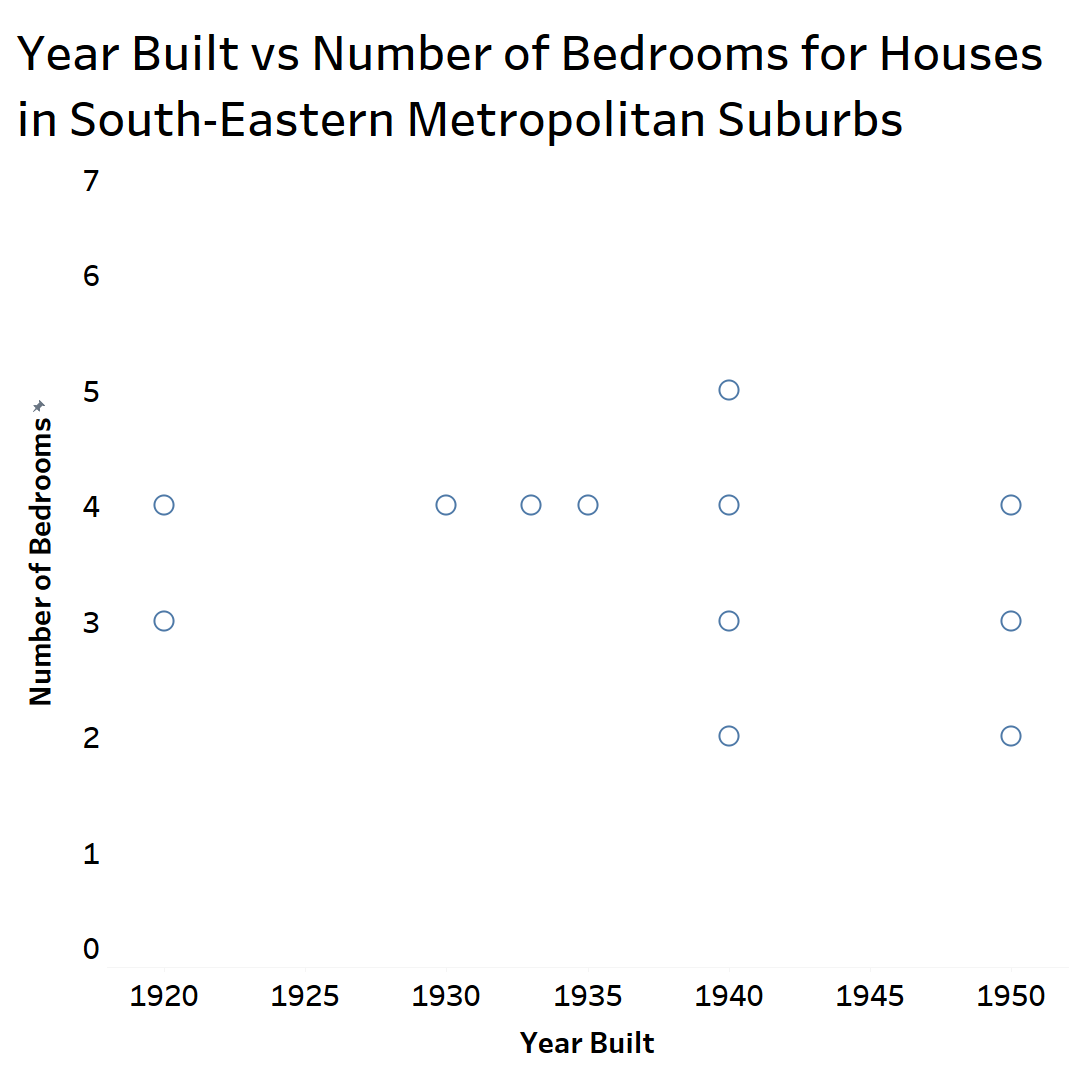 Year Built vs Number of Bedrooms for Houses
in South-Eastern Metropolitan Suburbs
7
6
5
4
3
2
1
0
Number of Bedrooms
1920 1925 1930 1935 1940 1945 1950
Year Built